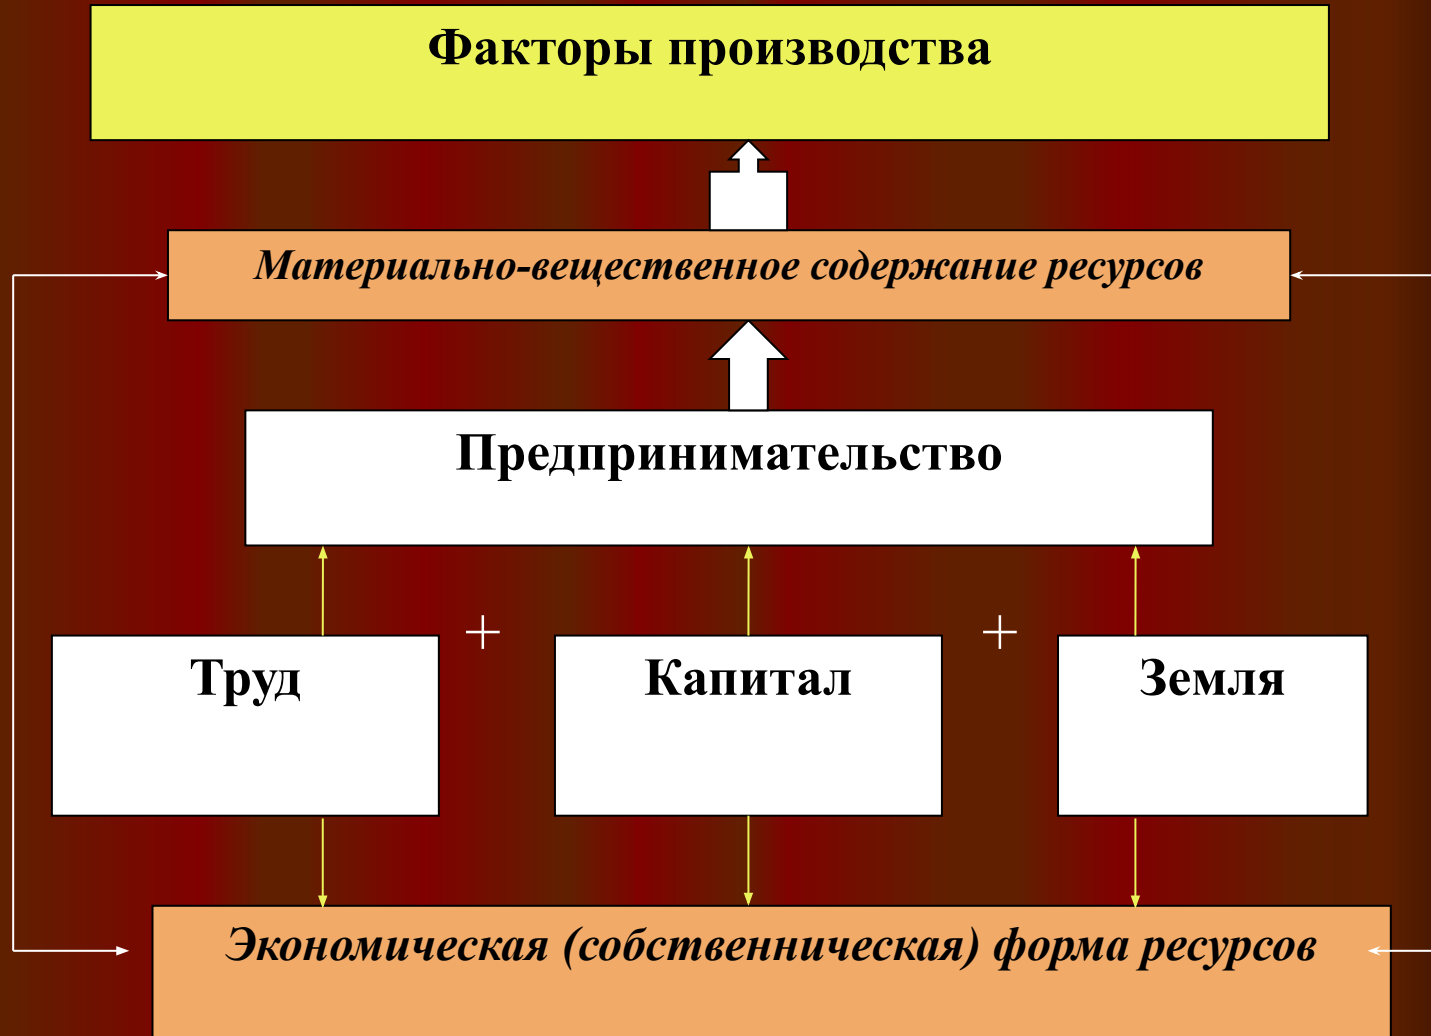 Факторы производства
Материально-вещественное содержание ресурсов
Предпринимательство
+ +
Труд Капитал Земля
Экономическая (собственническая) форма ресурсов